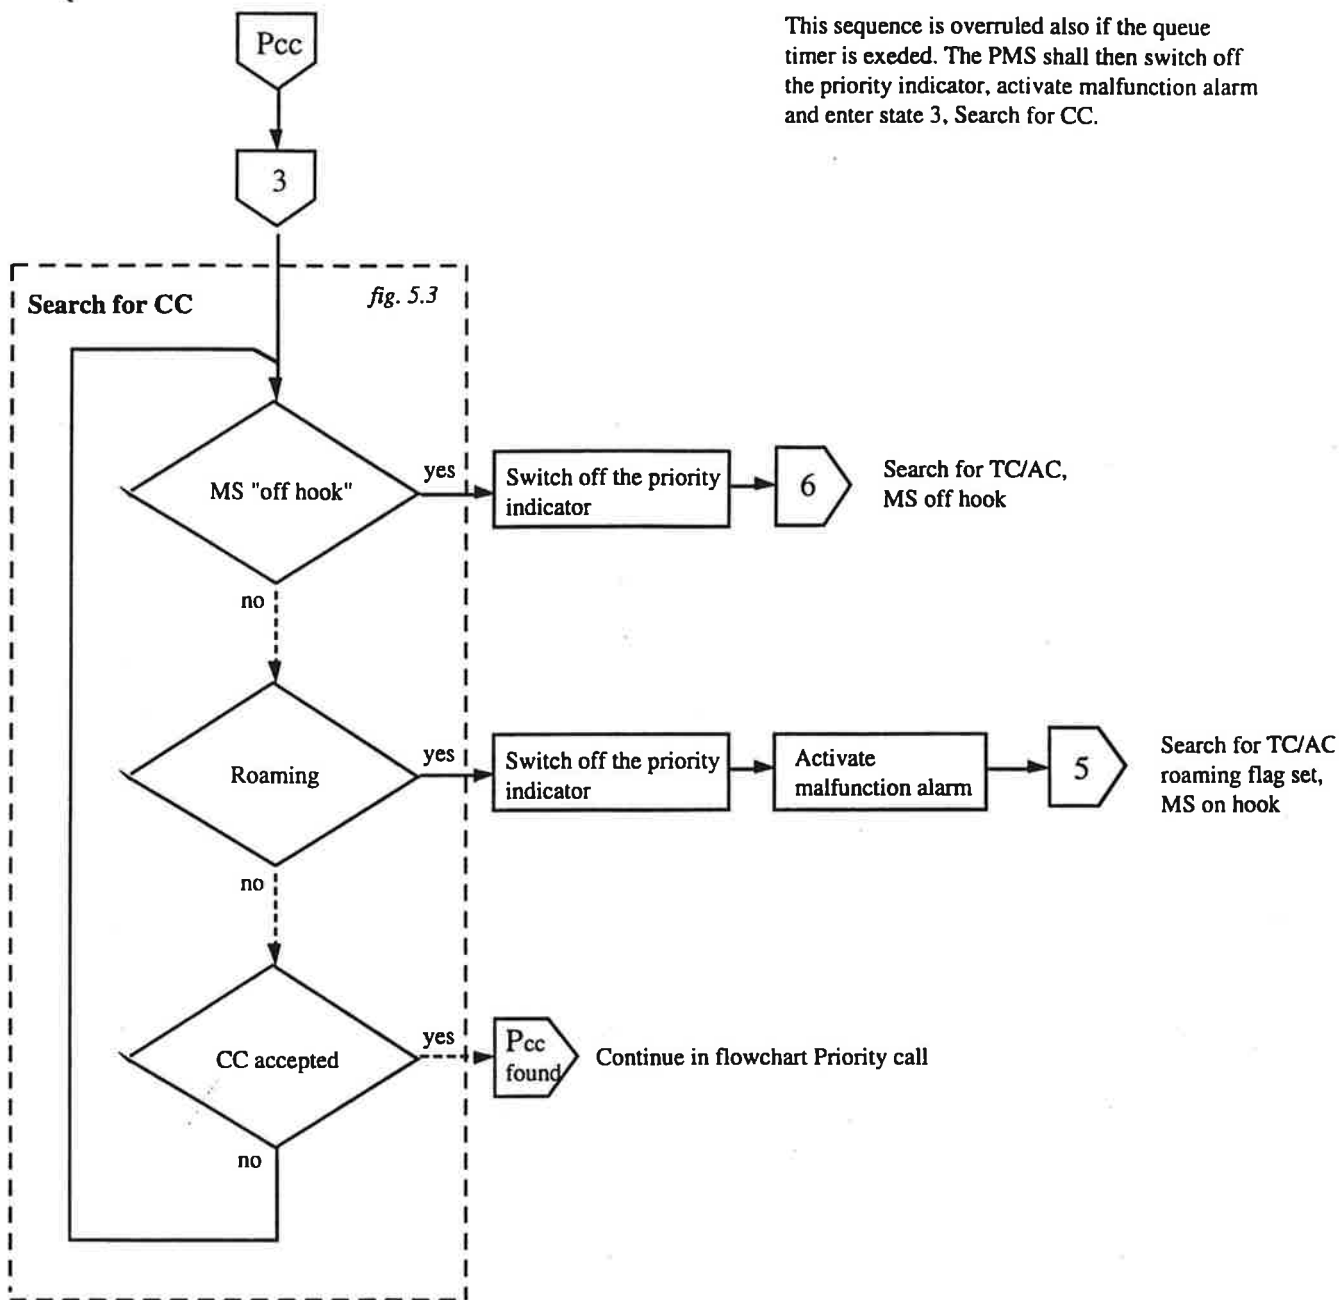 Pcc
This sequence is overruled also if the queue
timer is exeded. The PMS shall then switch off
the priority indicator, activate malfunction alarm
and enter state 3, Search for CC.
3
Search for CC
fig. 5.3
MS "off hook"
yes
Switch off the priority
indicator
6
Search for TC/AC,
MS off hook
no
Roaming
yes
Switch off the priority
indicator
Activate
malfunction alarm
5
Search for TC/AC
roaming flag set,
MS on hook
no
CC accepted
yes
Pcc
found
Continue in flowchart Priority call
no